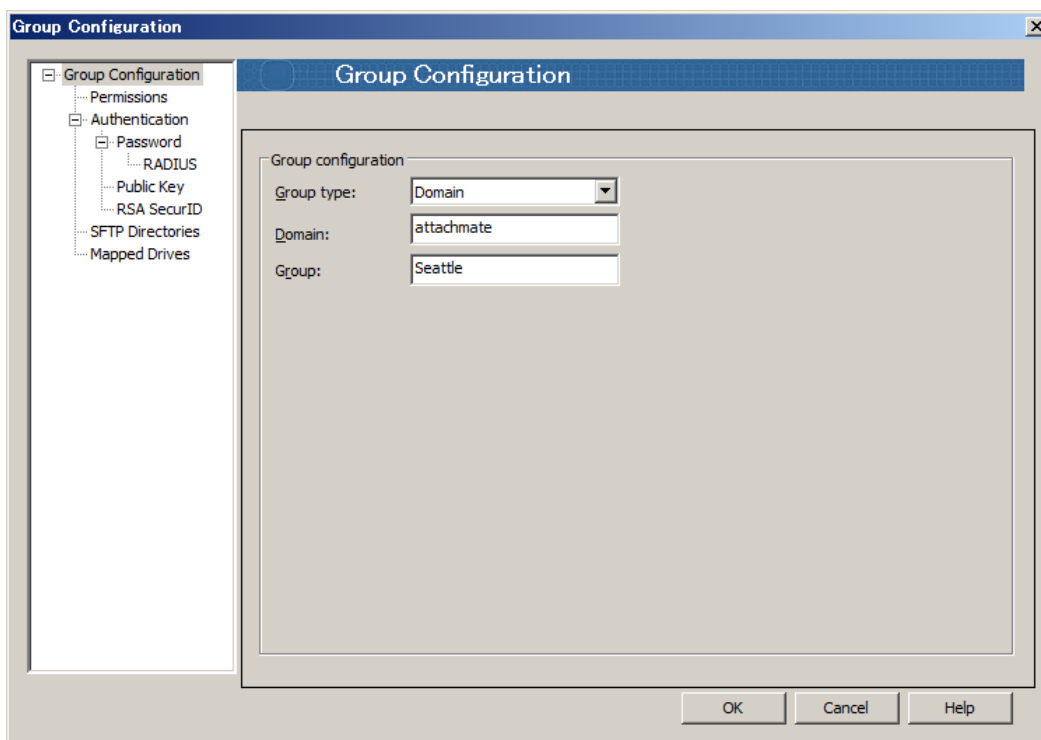 Group Configuration
Group Configuration
Permissions
Authentication
Password
RADIUS
Public Key
RSA SecurID
SFTP Directories
Mapped Drives
Group Configuration
Group configuration
Group type: Domain
Domain: attachmate
Group: Seattle
OK Cancel Help